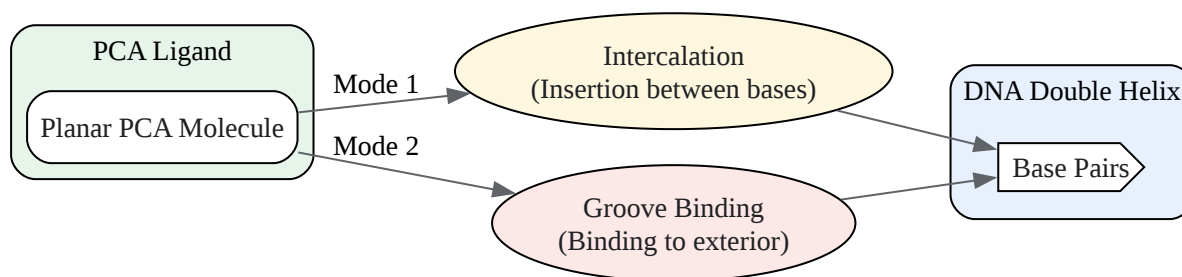 PCA Ligand
Planar PCA Molecule
Mode 1
Mode 2
Intercalation
(Insertion between bases)
Groove Binding
(Binding to exterior)
DNA Double Helix
Base Pairs